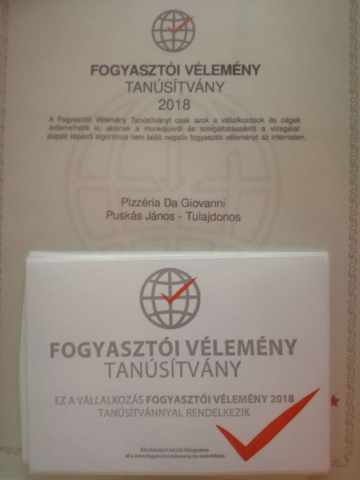 FOGYASZTÓI VÉLEMÉNY
TANÚSÍTVÁNY
2018
A Fogyasztói Vélemény Tanúsítványt csak azok a vállalkozások és cégek
érdemelhetik ki, akiknek a munkájukról és szolgáltatásaikról a vizsgálat
alapját képező algoritmus nem talált negatív fogyasztói véleményt az interneten.
Pizzéria Da Giovanni
Puskás János - Tulajdonos
FOGYASZTÓI VÉLEMÉNY
TANÚSÍTVÁNY
EZ A VÁLLALKOZÁS FOGYASZTÓI VÉLEMÉNY 2018
TANÚSÍTVÁNNYAL RENDELKEZIK